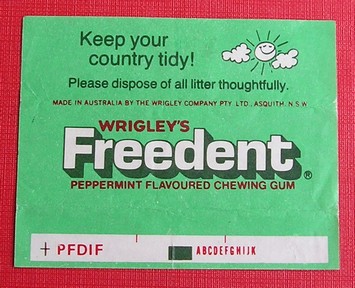 Keep your
country tidy!
Please dispose of all litter thoughtfully.
MADE IN AUSTRALIA BY THE WRIGLEY COMPANY PTY. LTD., ASQUITH, N.S.W.
WRIGLEY'S
Freedent®
PEPPERMINT FLAVOURED CHEWING GUM
+ PFDIF ABCDEFGHIJK